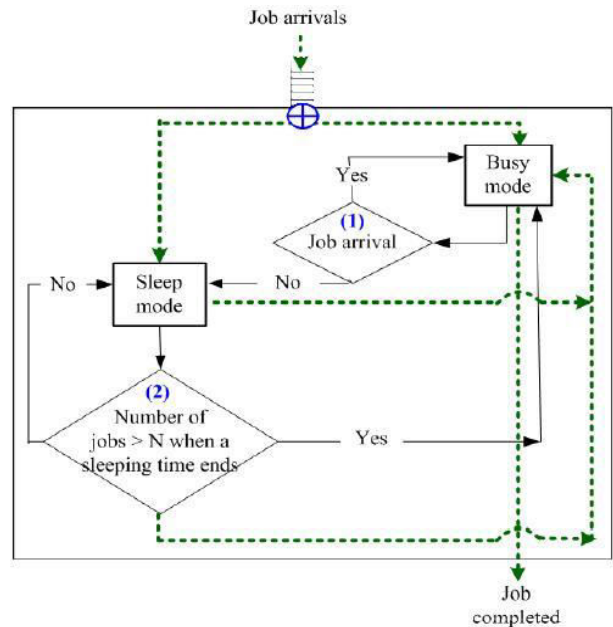 Job arrivals
Busy
mode
Yes
(1)
Job arrival
No
Sleep
mode
No
(2)
Number of
jobs > N when a
sleeping time ends
Yes
Job
completed